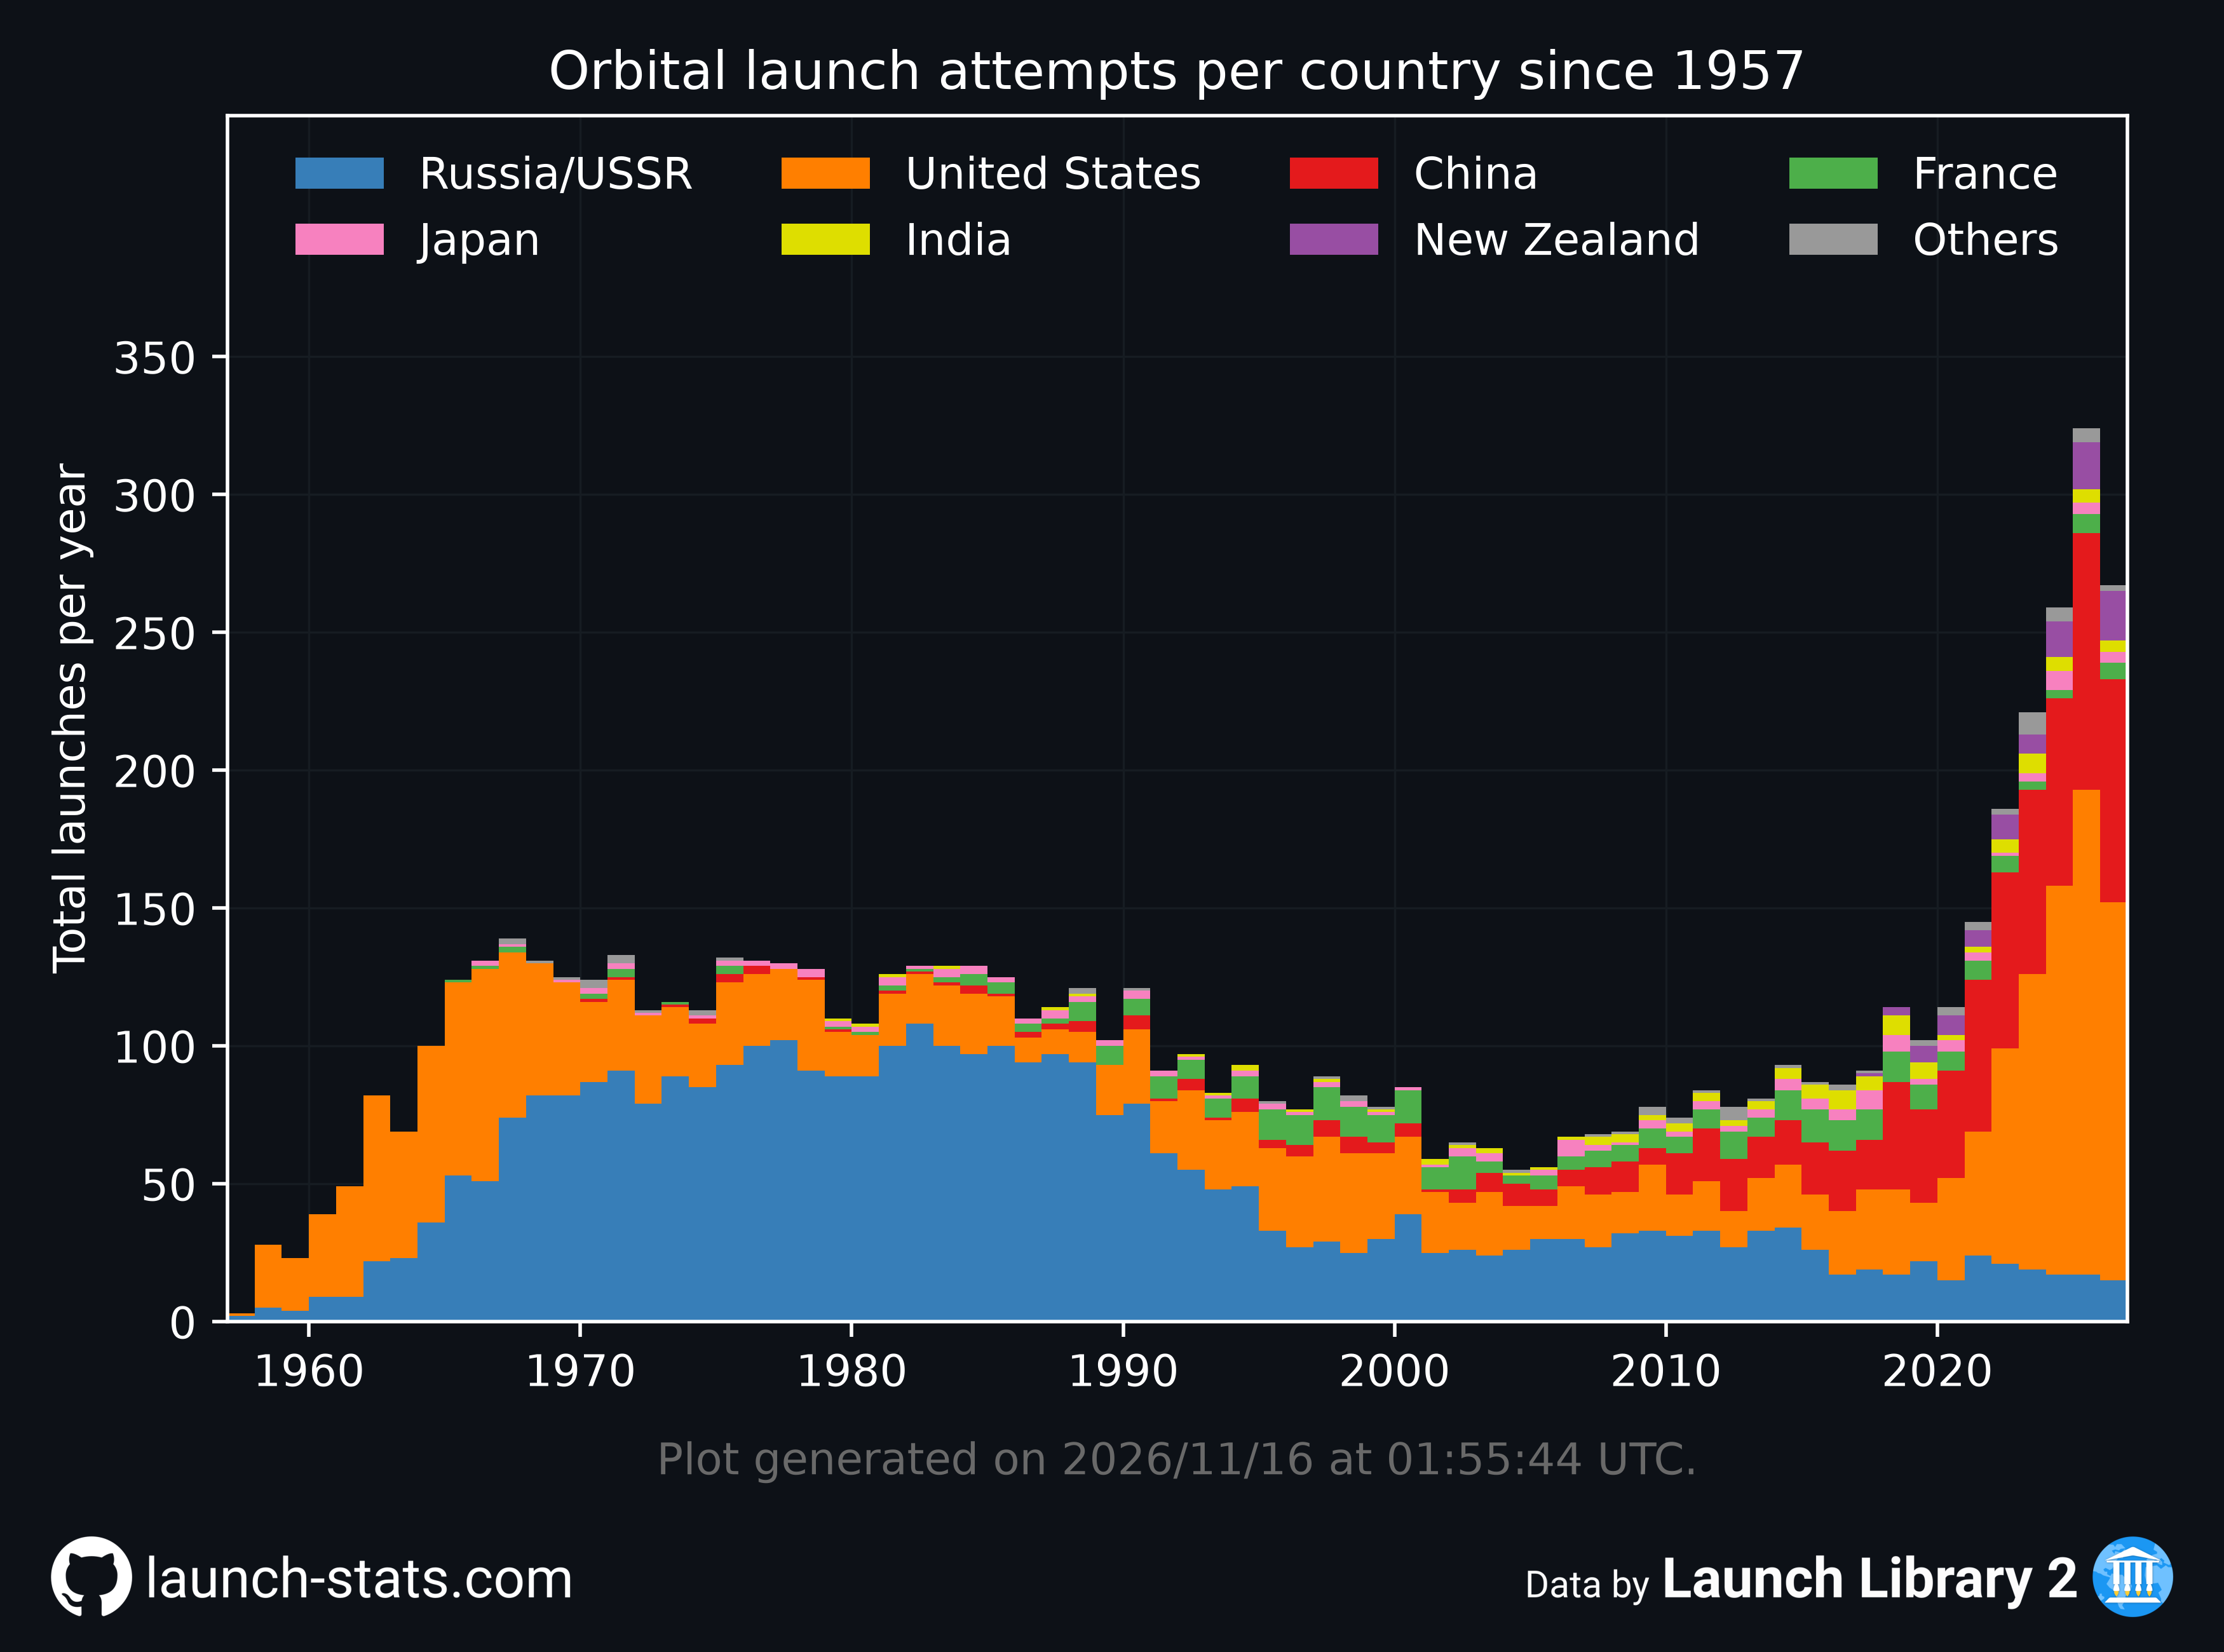 Orbital launch attempts per country since 1957
Russia/USSR
United States
China
France
Japan
India
New Zealand
Others
Total launches per year
350
300
250
200
150
100
50
0
1960
1970
1980
1990
2000
2010
2020
Plot generated on 2026/11/16 at 01:55:44 UTC.
launch-stats.com
Data by Launch Library 2